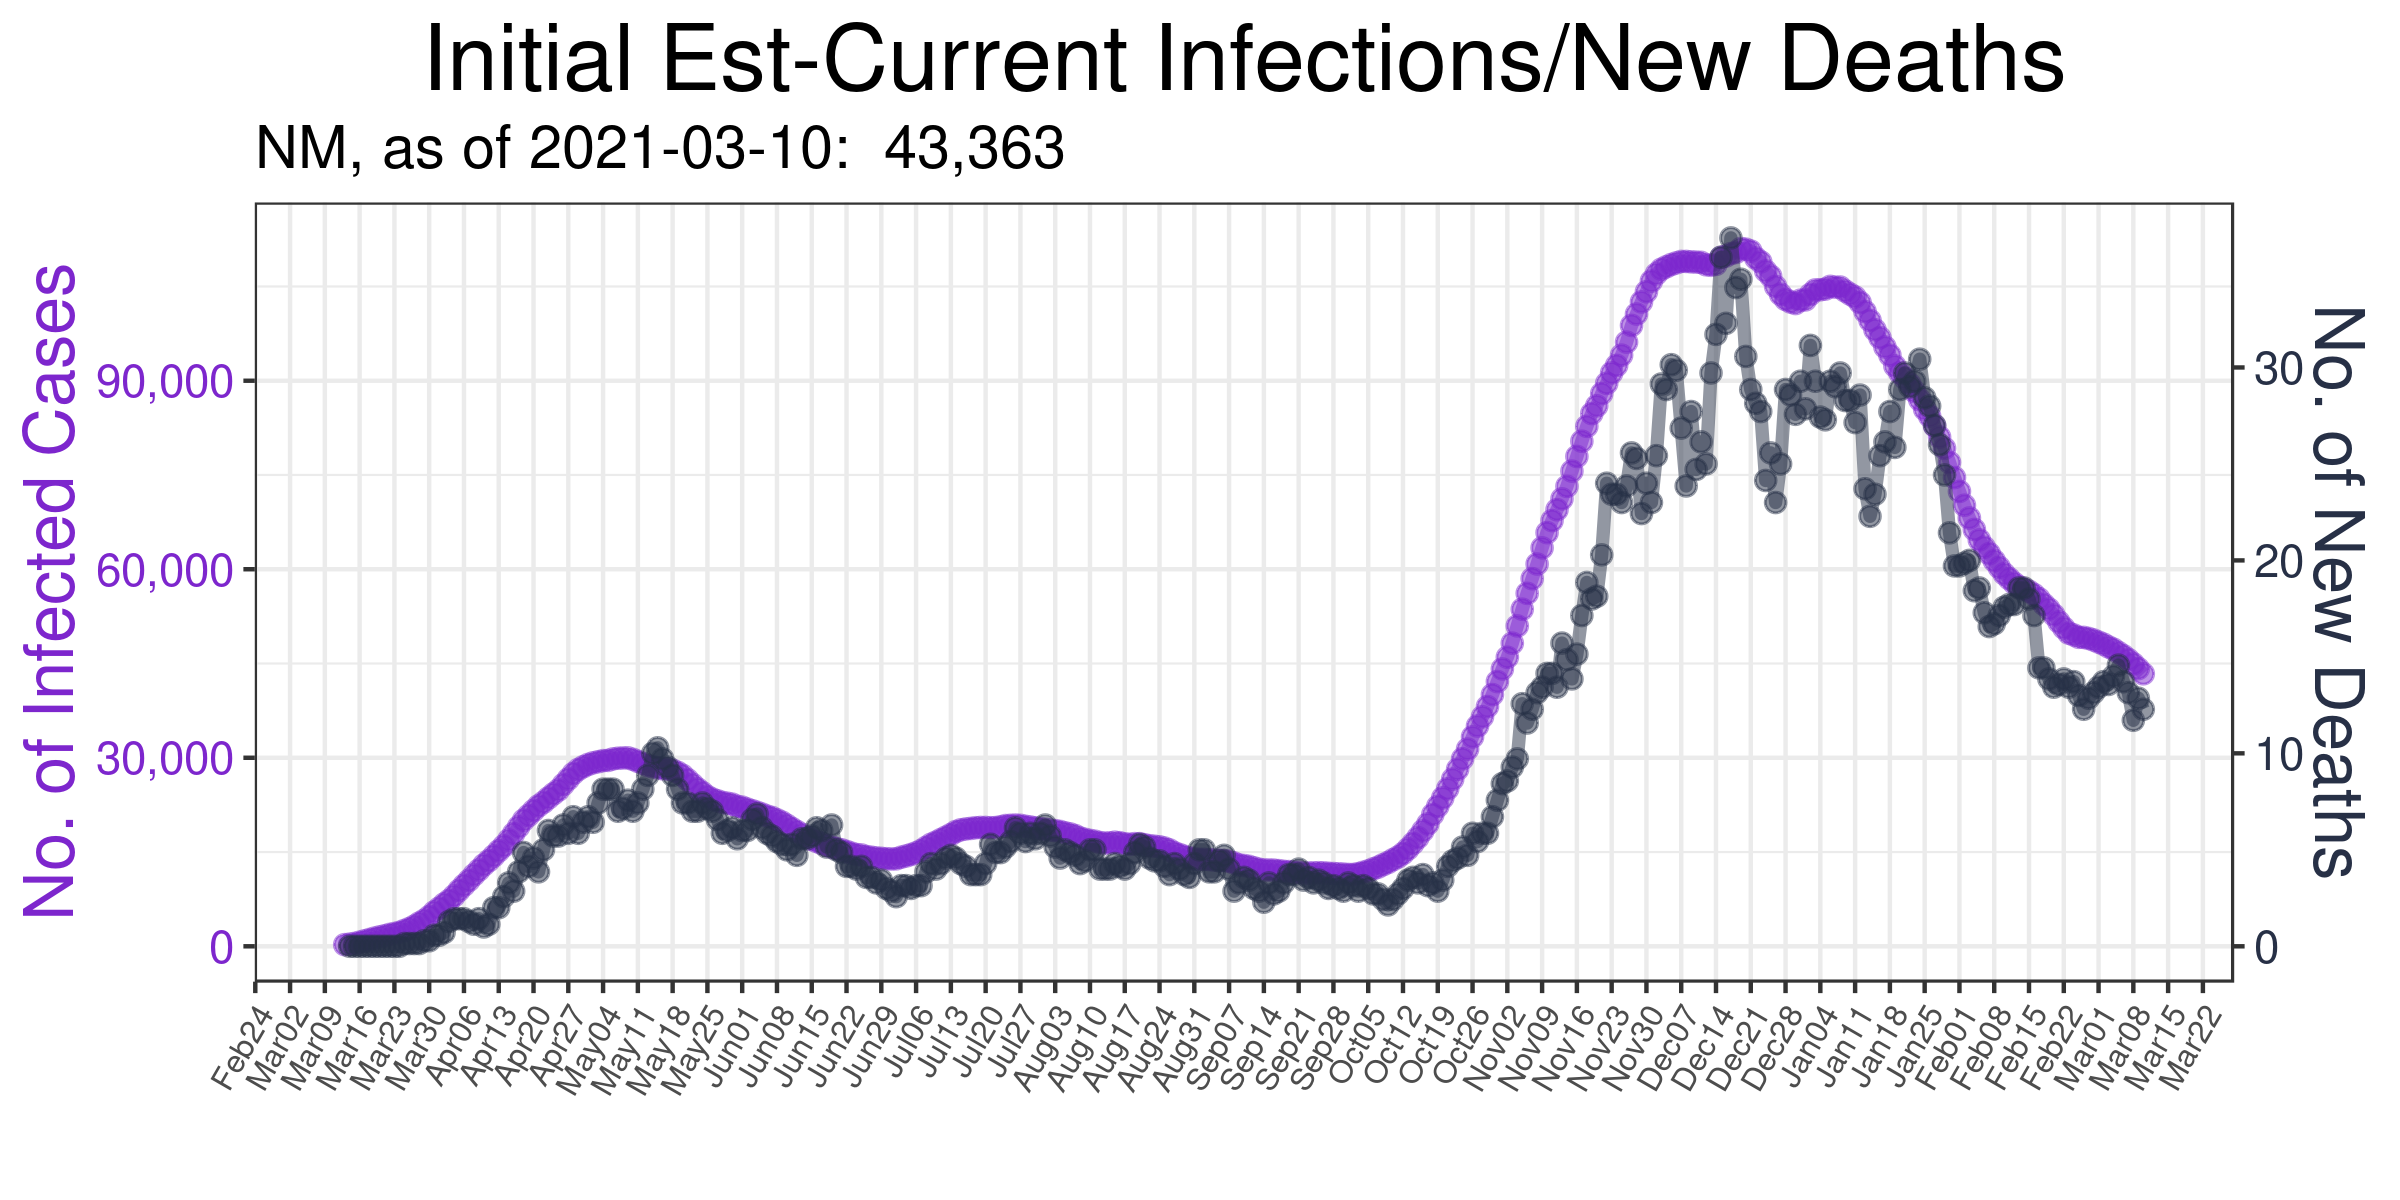 Initial Est-Current Infections/New Deaths
NM, as of 2021-03-10:  43,363
No. of Infected Cases
90,000
60,000
30,000
0
30
20
10
0
No. of New Deaths
Feb24
Mar02
Mar09
Mar16
Mar23
Mar30
Apr06
Apr13
Apr20
Apr27
May04
May11
May18
May25
Jun01
Jun08
Jun15
Jun22
Jun29
Jul06
Jul13
Jul20
Jul27
Aug03
Aug10
Aug17
Aug24
Aug31
Sep07
Sep14
Sep21
Sep28
Oct05
Oct12
Oct19
Oct26
Nov02
Nov09
Nov16
Nov23
Nov30
Dec07
Dec14
Dec21
Dec28
Jan04
Jan11
Jan18
Jan25
Feb01
Feb08
Feb15
Feb22
Mar01
Mar08
Mar15
Mar22